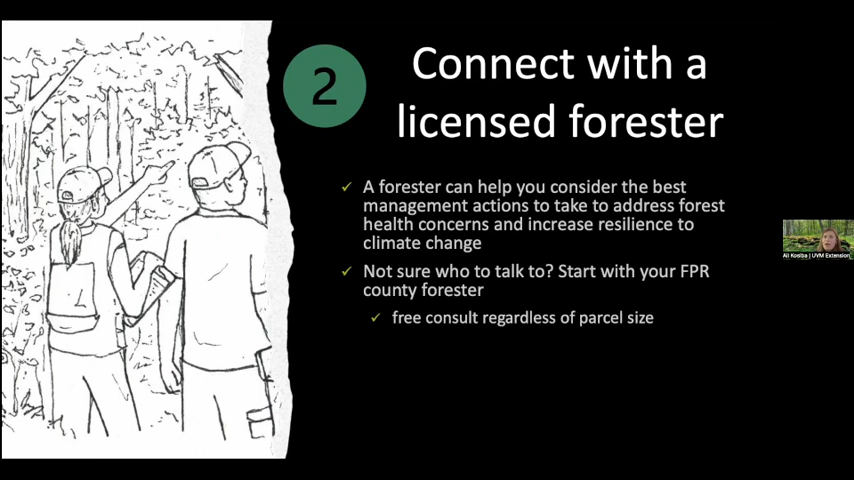 2
Connect with a
licensed forester
✓ A forester can help you consider the best
management actions to take to address forest
health concerns and increase resilience to
climate change
✓ Not sure who to talk to? Start with your FPR
county forester
✓ free consult regardless of parcel size
Ali Kosiba | UVM Extension